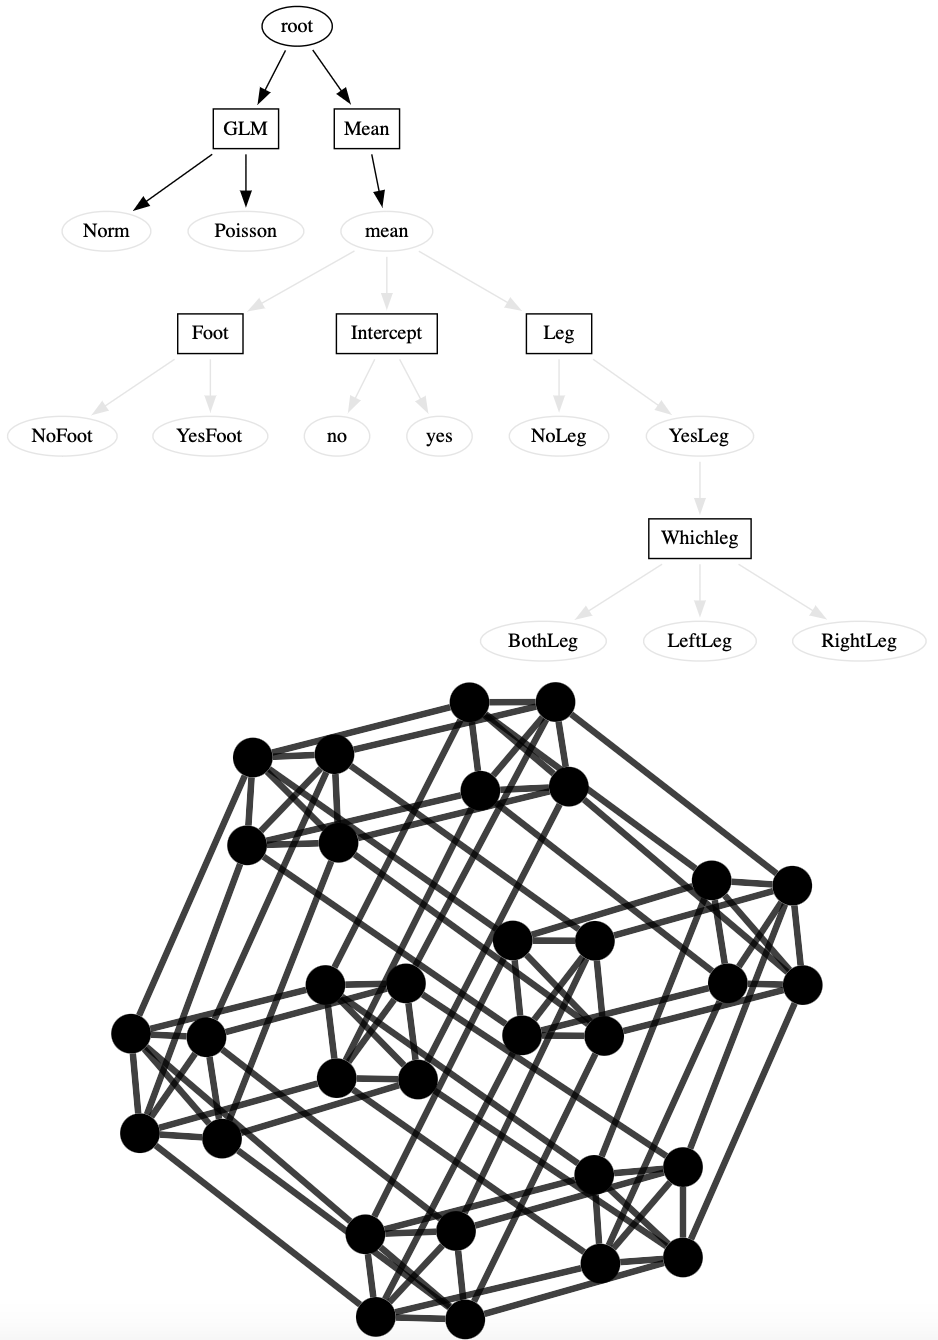 root
GLM Mean
Norm Poisson mean
Foot Intercept Leg
NoFoot YesFoot no yes NoLeg YesLeg
Whichleg
BothLeg LeftLeg RightLeg